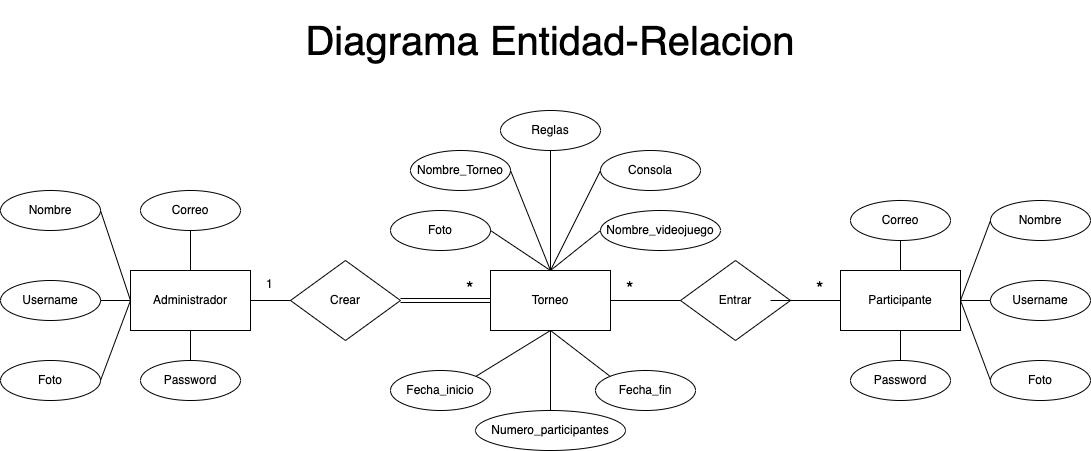 Diagrama Entidad-Relacion
Reglas
Nombre_Torneo
Consola
Nombre
Correo
Foto
Nombre_videojuego
Correo
Nombre
Username
Administrador
1
Crear
*
Torneo
*
Entrar
*
Participante
Username
Foto
Password
Fecha_inicio
Fecha_fin
Password
Foto
Numero_participantes